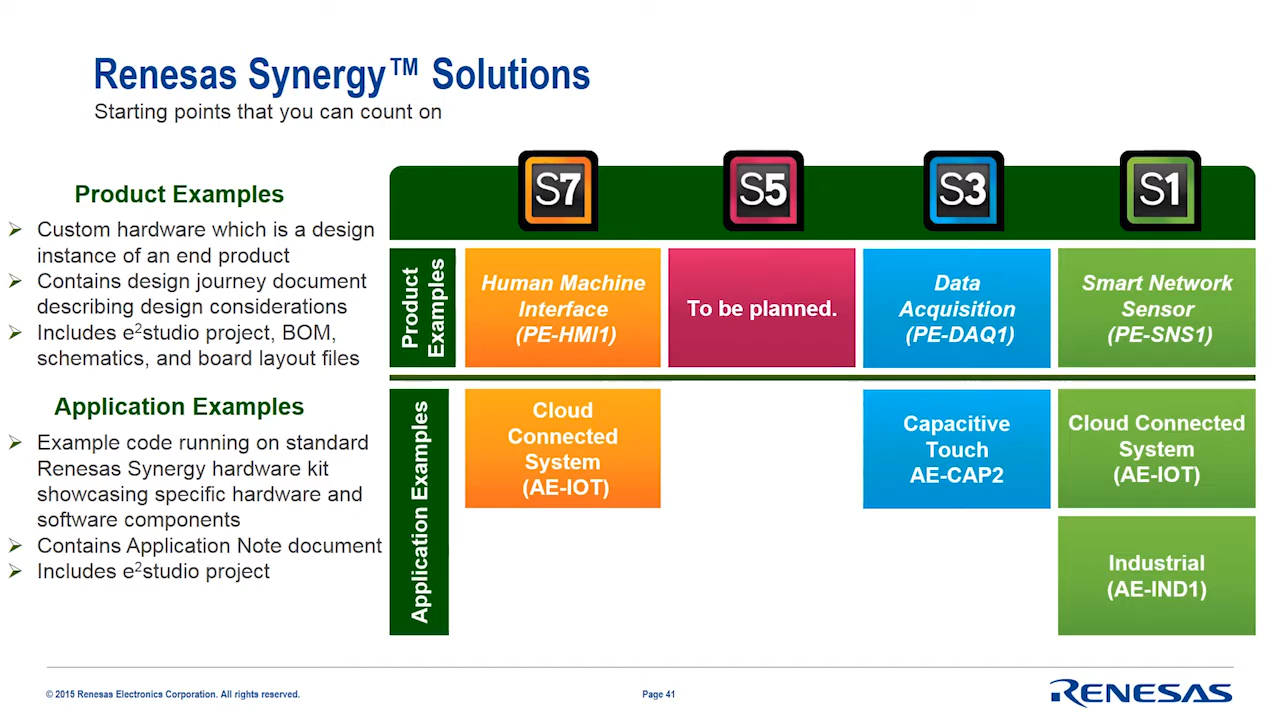 Renesas Synergy™ Solutions
Starting points that you can count on
Product Examples
➢ Custom hardware which is a design
instance of an end product
➢ Contains design journey document
describing design considerations
➢ Includes e²studio project, BOM,
schematics, and board layout files
Application Examples
➢ Example code running on standard
Renesas Synergy hardware kit
showcasing specific hardware and
software components
➢ Contains Application Note document
➢ Includes e²studio project
S7
S5
S3
S1
Product
Examples
Human Machine
Interface
(PE-HMI1)
To be planned.
Data
Acquisition
(PE-DAQ1)
Smart Network
Sensor
(PE-SNS1)
Application Examples
Cloud
Connected
System
(AE-IOT)
Capacitive
Touch
AE-CAP2
Cloud Connected
System
(AE-IOT)
Industrial
(AE-IND1)
© 2015 Renesas Electronics Corporation. All rights reserved.
Page 41
RENESAS